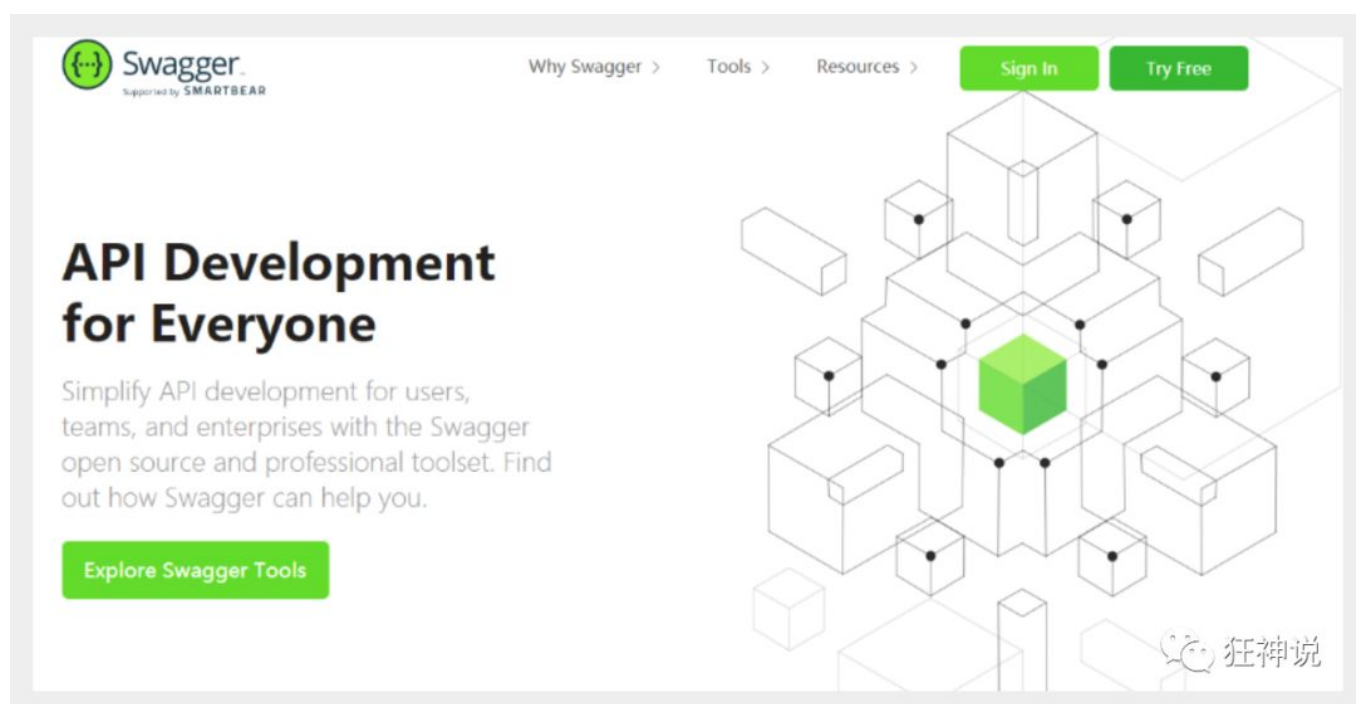 {...} Swagger.
Supported by SMARTBEAR
Why Swagger >
Tools >
Resources >
Sign In
Try Free
API Development
for Everyone
Simplify API development for users,
teams, and enterprises with the Swagger
open source and professional toolset. Find
out how Swagger can help you.
Explore Swagger Tools
狂神说